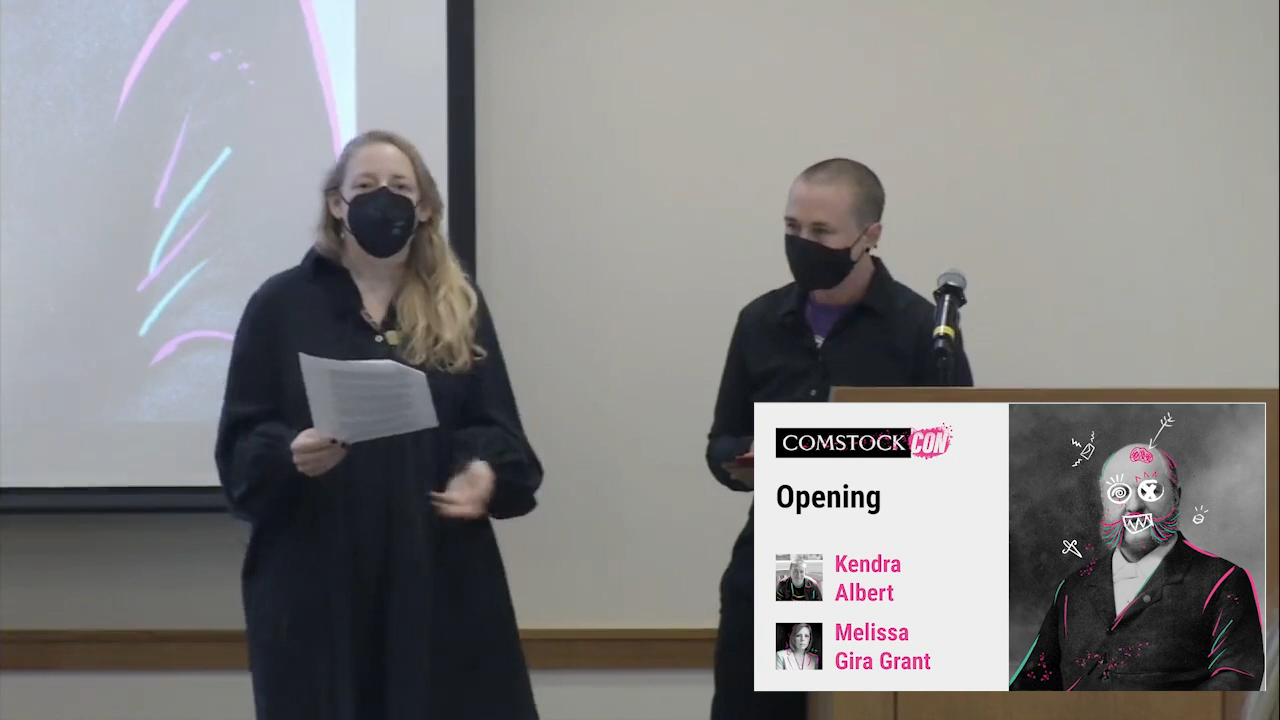 COMSTOCK CON
Opening
Kendra
Albert
Melissa
Gira Grant